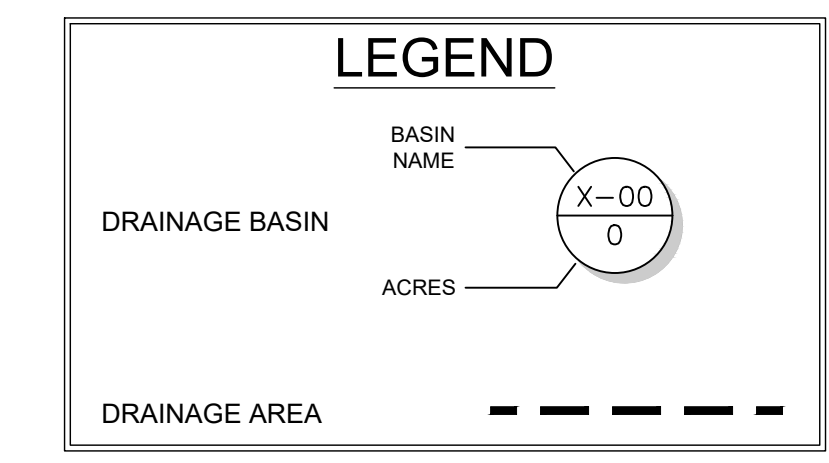 LEGEND
BASIN
NAME
X-00
DRAINAGE BASIN
0
ACRES
DRAINAGE AREA